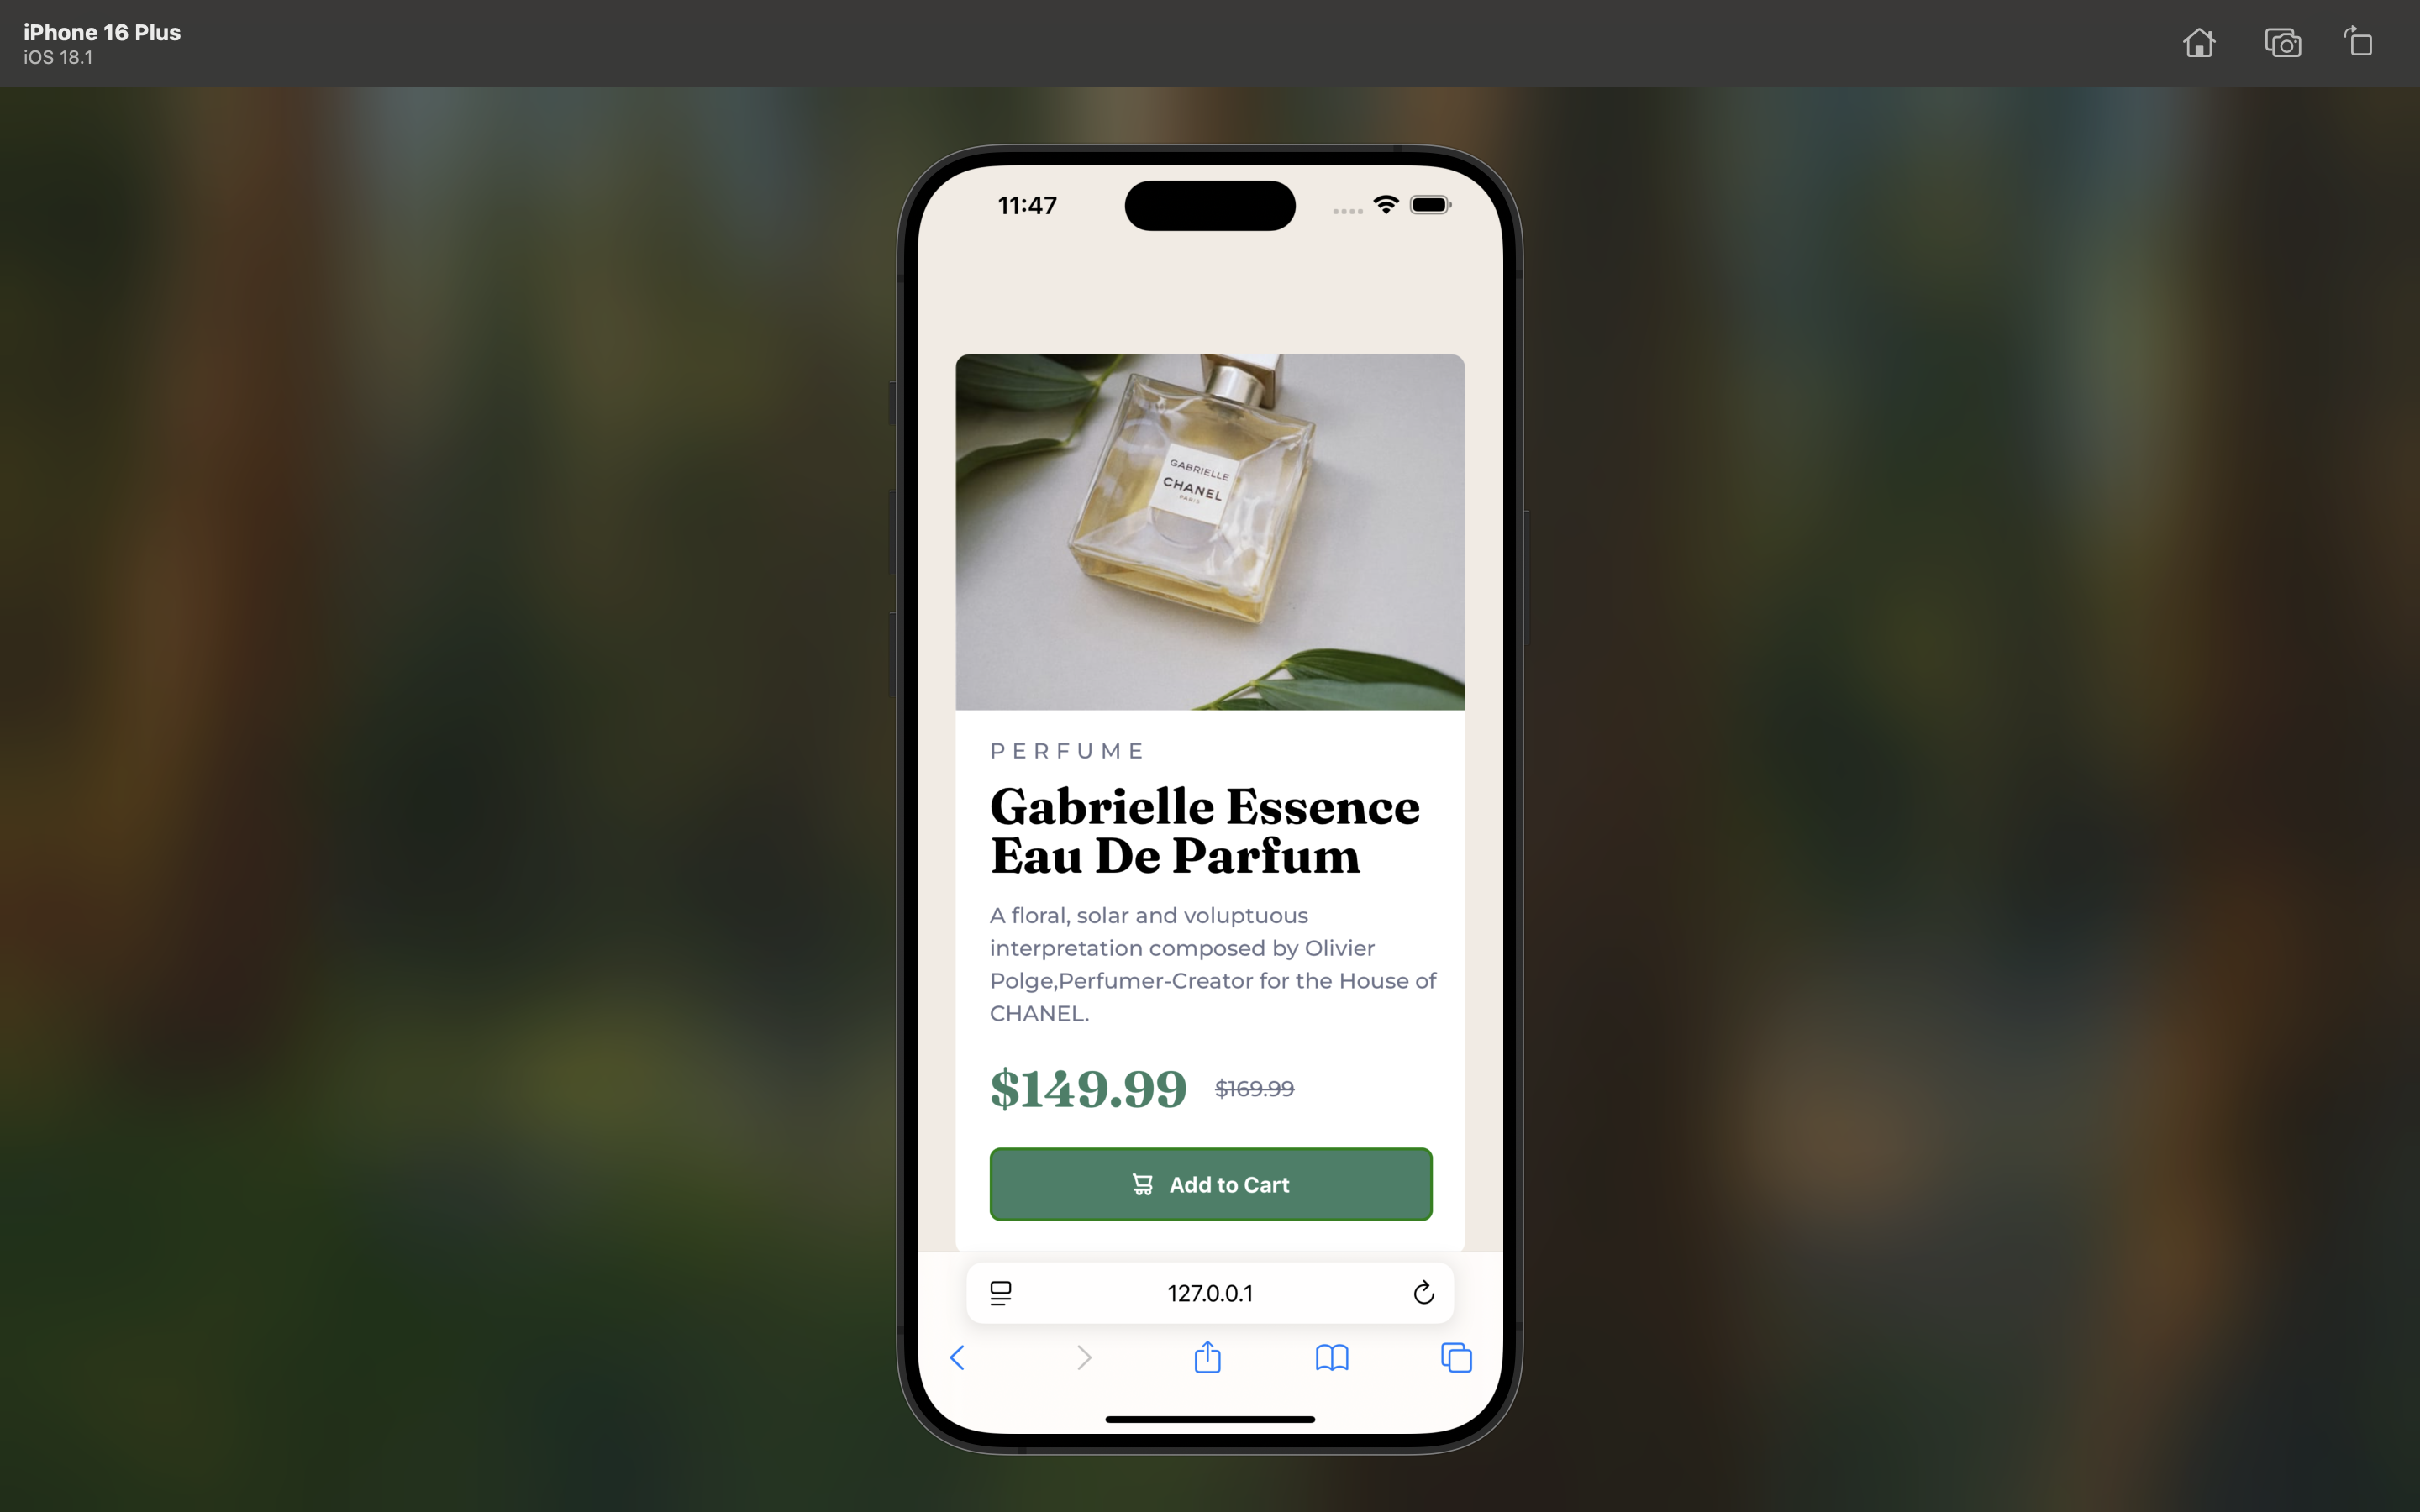 iPhone 16 Plus
iOS 18.1
11:47
GABRIELLE
CHANEL
PARIS
PERFUME
Gabrielle Essence
Eau De Parfum
A floral, solar and voluptuous
interpretation composed by Olivier
Polge,Perfumer-Creator for the House of
CHANEL.
$149.99 $169.99
Add to Cart
127.0.0.1